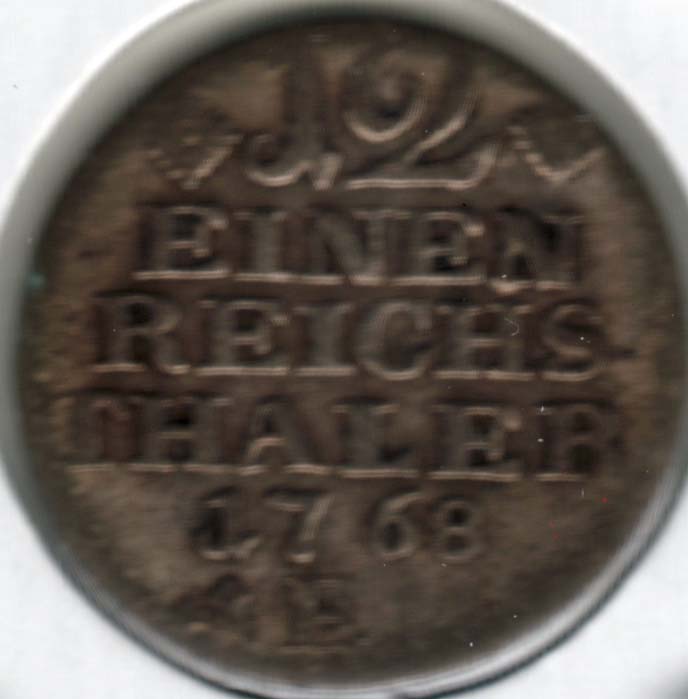 12
EINEN
REICHS
THALER
1768